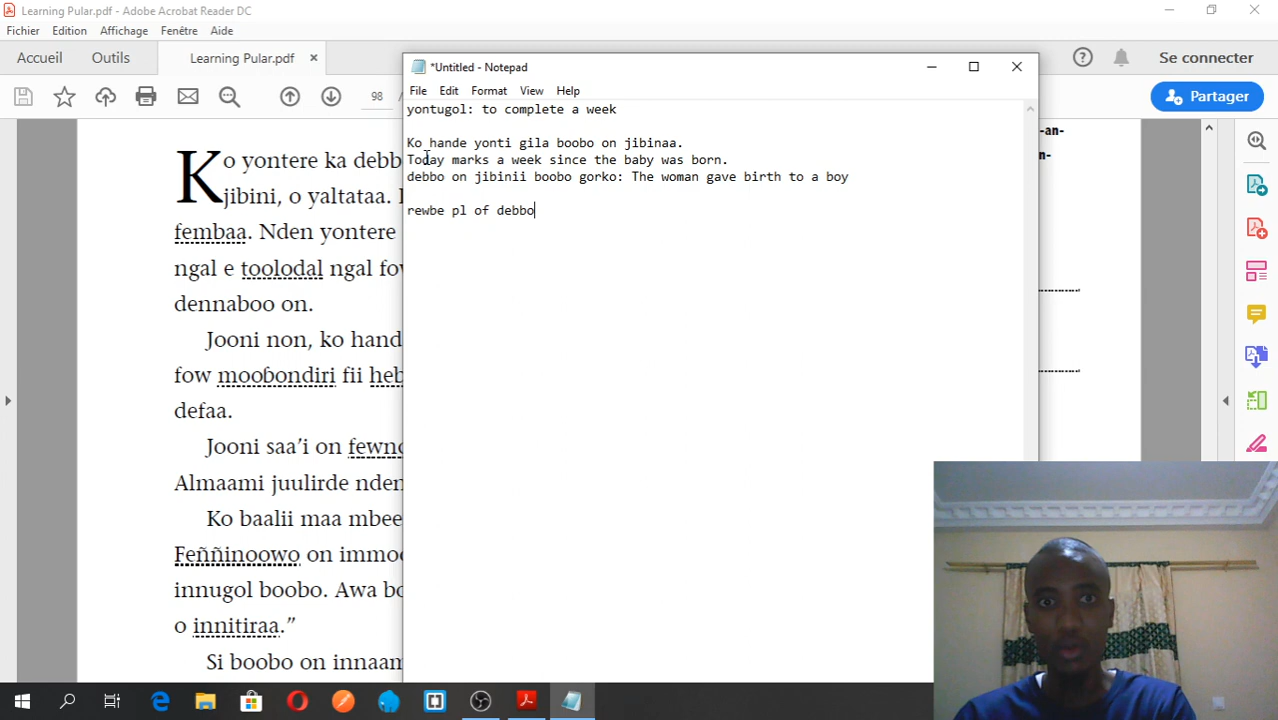 Learning Pular.pdf - Adobe Acrobat Reader DC
Fichier Edition Affichage Fenêtre Aide
Accueil Outils Learning Pular.pdf × Se connecter
98 / Partager
*Untitled - Notepad
File Edit Format View Help
yontugol: to complete a week
Ko hande yonti gila boobo on jibinaa.
Today marks a week since the baby was born.
debbo on jibinii boobo gorko: The woman gave birth to a boy
rewbe pl of debbo
Ko yontere ka debb
jibini, o yaltataa.
fembaa. Nden yontere
ngal e toolodal ngal fow
dennaboo on.
Jooni non, ko hand
fow mooɓondiri fii heb
defaa.
Jooni saa'i on fewno
Almaami juulirde nden
Ko baalii maa mbee
Feññinoowo on immo
innugol boobo. Awa bo
o innitiraa.”
Si boobo on innaam
-an-
n-